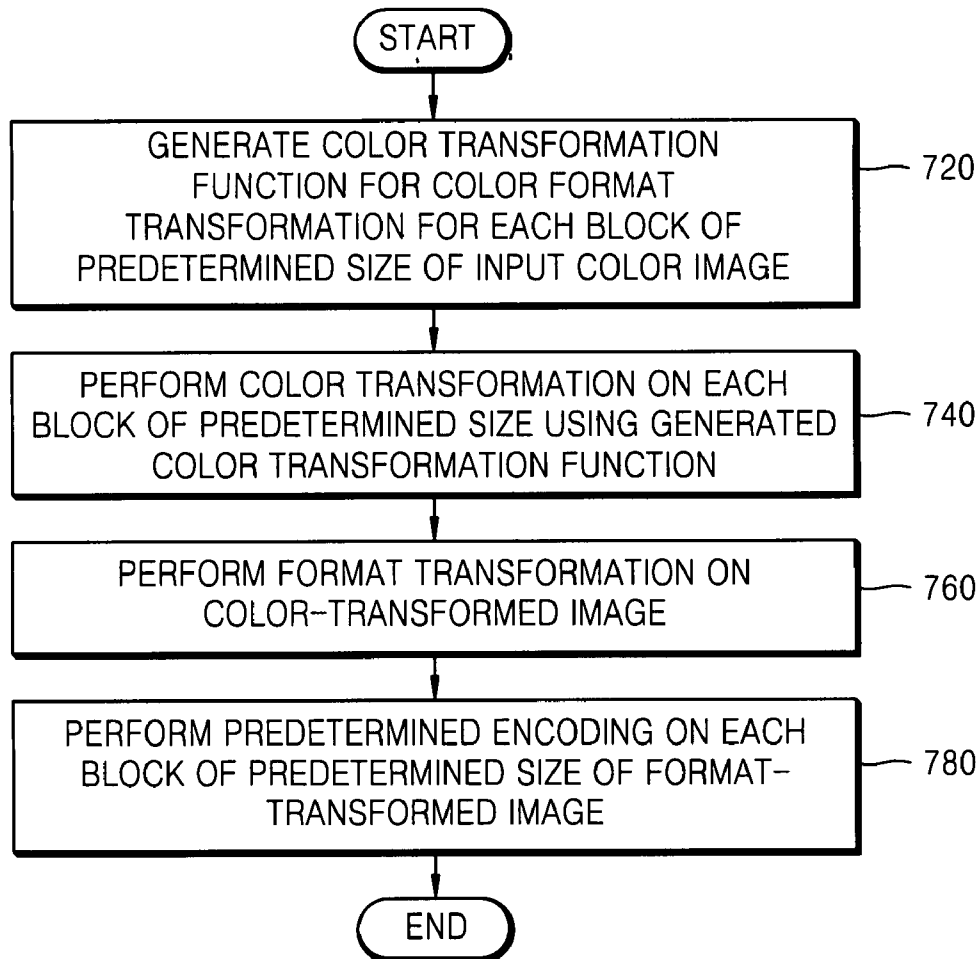 START
GENERATE COLOR TRANSFORMATION
FUNCTION FOR COLOR FORMAT
TRANSFORMATION FOR EACH BLOCK OF
PREDETERMINED SIZE OF INPUT COLOR IMAGE
720
PERFORM COLOR TRANSFORMATION ON EACH
BLOCK OF PREDETERMINED SIZE USING GENERATED
COLOR TRANSFORMATION FUNCTION
740
PERFORM FORMAT TRANSFORMATION ON
COLOR-TRANSFORMED IMAGE
760
PERFORM PREDETERMINED ENCODING ON EACH
BLOCK OF PREDETERMINED SIZE OF FORMAT-
TRANSFORMED IMAGE
780
END